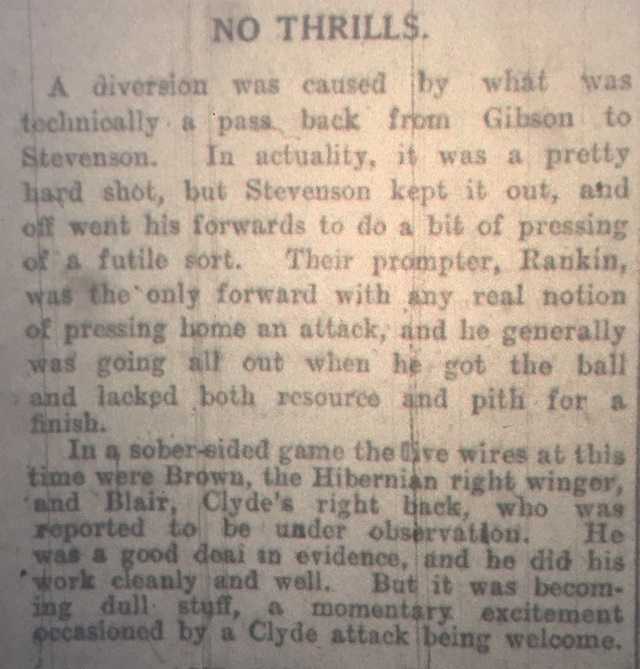 NO THRILLS.
A diversion was caused by what was
technically a pass back from Gibson to
Stevenson. In actuality, it was a pretty
hard shot, but Stevenson kept it out, and
off went his forwards to do a bit of pressing
of a futile sort. Their prompter, Rankin,
was the only forward with any real notion
of pressing home an attack, and he generally
was going all out when he got the ball
and lacked both resource and pith for a
finish.
In a sober-sided game the live wires at this
time were Brown, the Hibernian right winger,
and Blair, Clyde's right back, who was
reported to be under observation. He
was a good deal in evidence, and he did his
work cleanly and well. But it was becom-
ing dull stuff, a momentary excitement
occasioned by a Clyde attack being welcome.